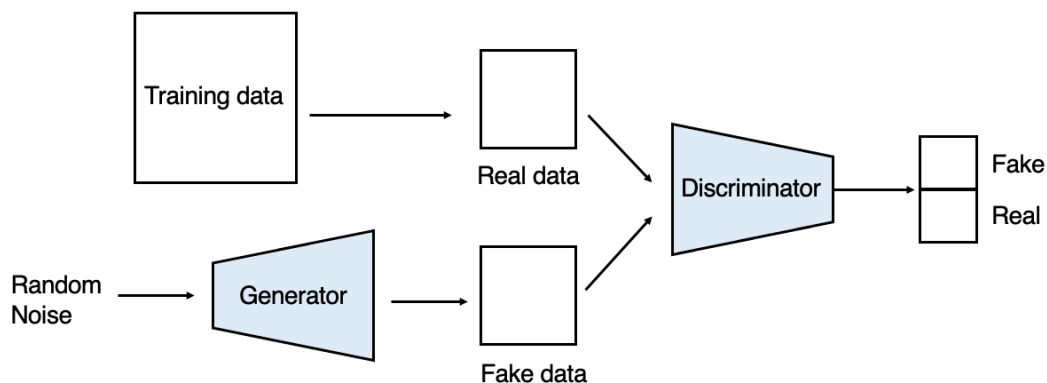 Training data
Real data
Discriminator
Fake
Real
Random
Noise
Generator
Fake data